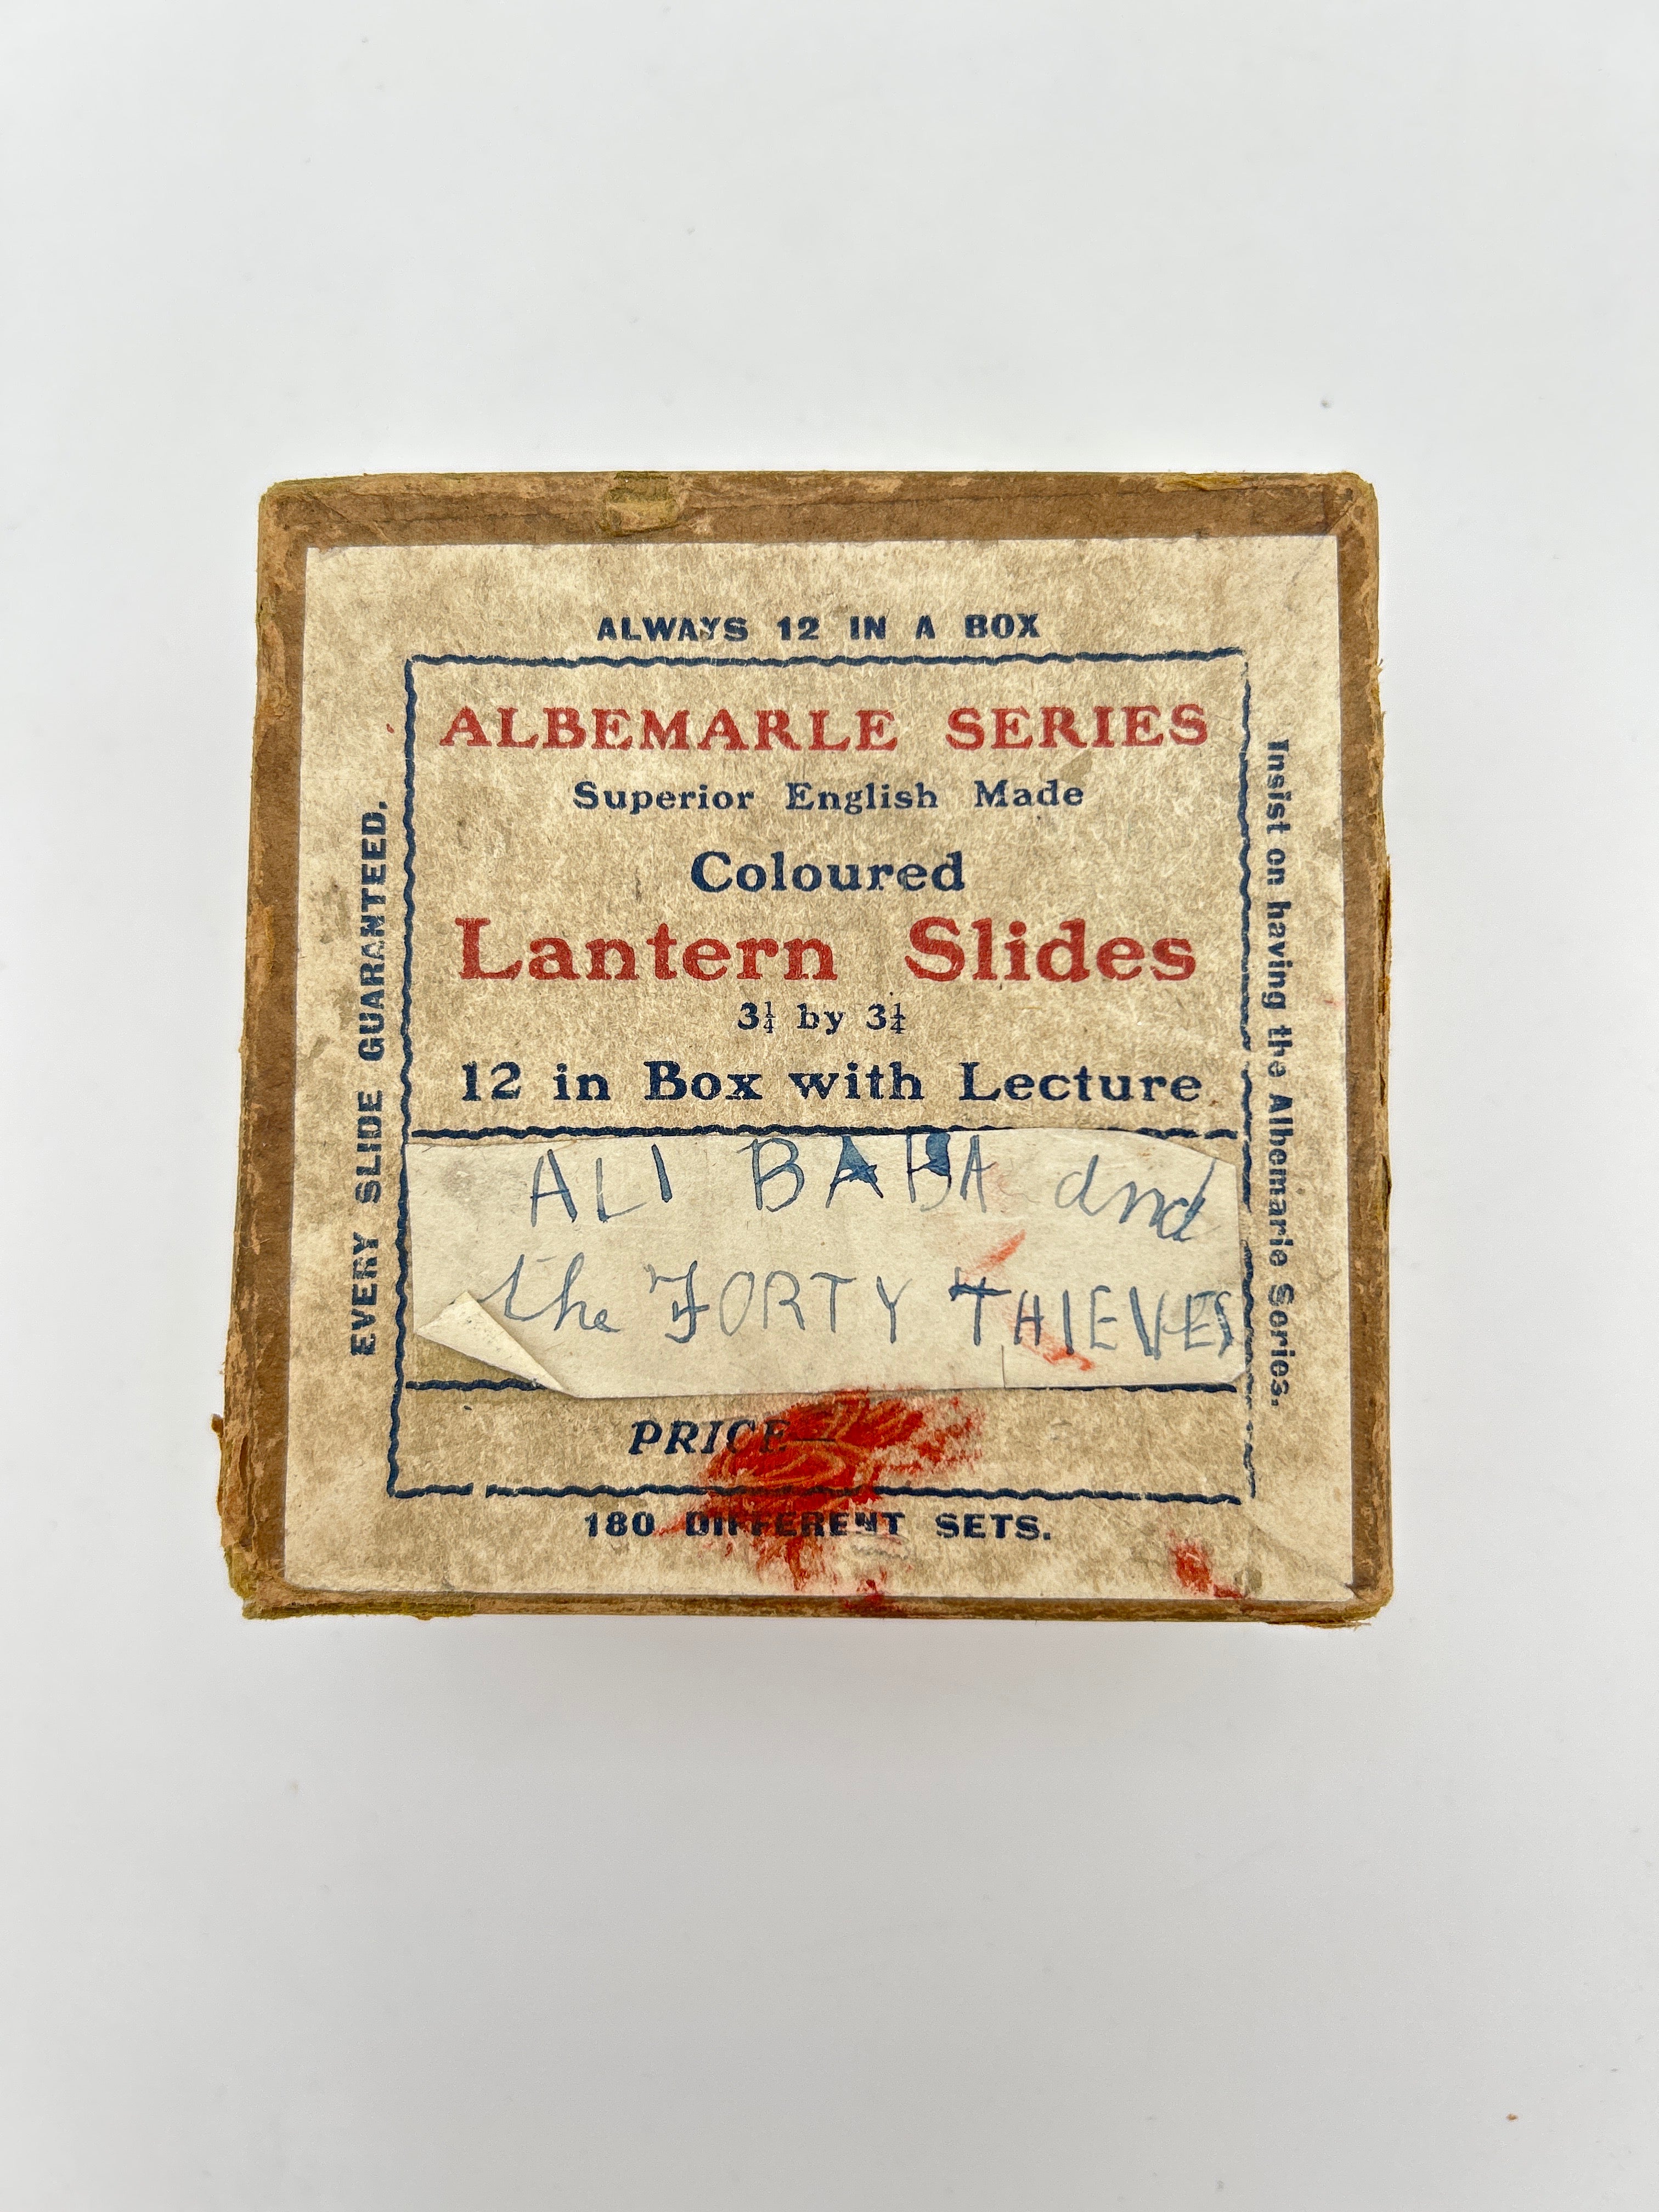 ALWAYS 12 IN A BOX
ALBEMARLE SERIES
Superior English Made
Coloured
Lantern Slides
3¼ by 3¼
12 in Box with Lecture
ALI BABA and
the FORTY THIEVES
PRICE—
180 DIFFERENT SETS.
EVERY SLIDE GUARANTEED.
Insist on having the Albemarle Series.